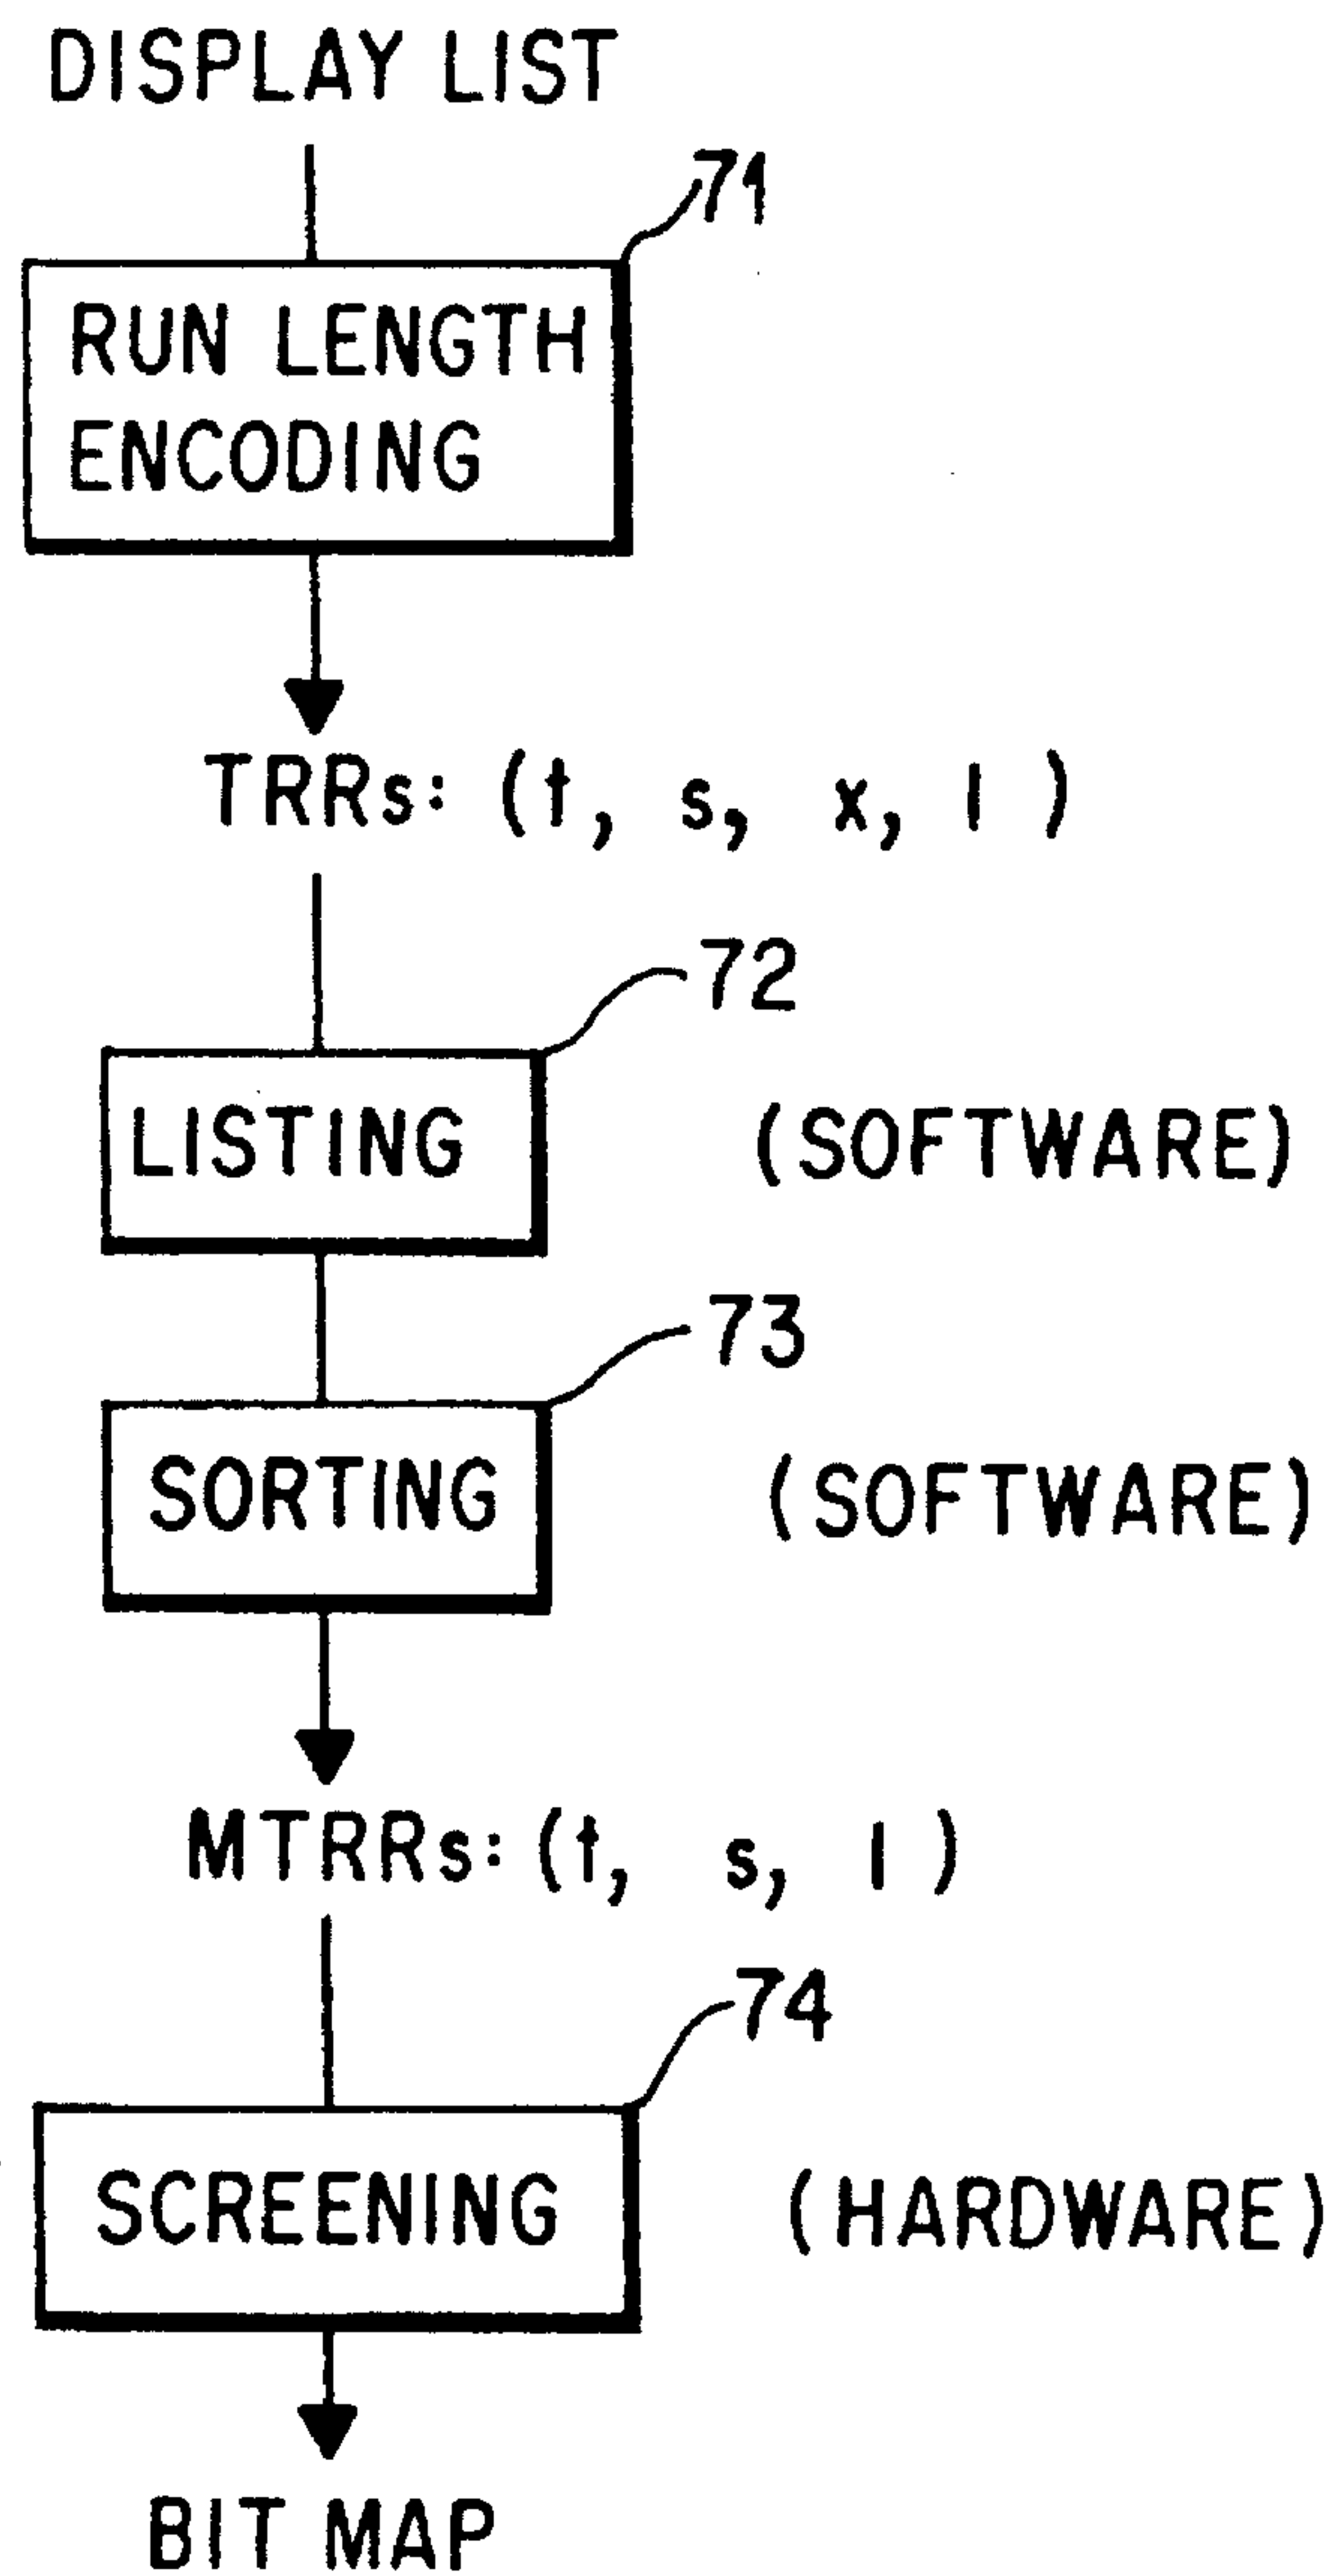 DISPLAY LIST
71
RUN LENGTH
ENCODING
TRRs: (t, s, x, l )
72
LISTING (SOFTWARE)
73
SORTING (SOFTWARE)
MTRRs: (t, s, l )
74
SCREENING (HARDWARE)
BIT MAP